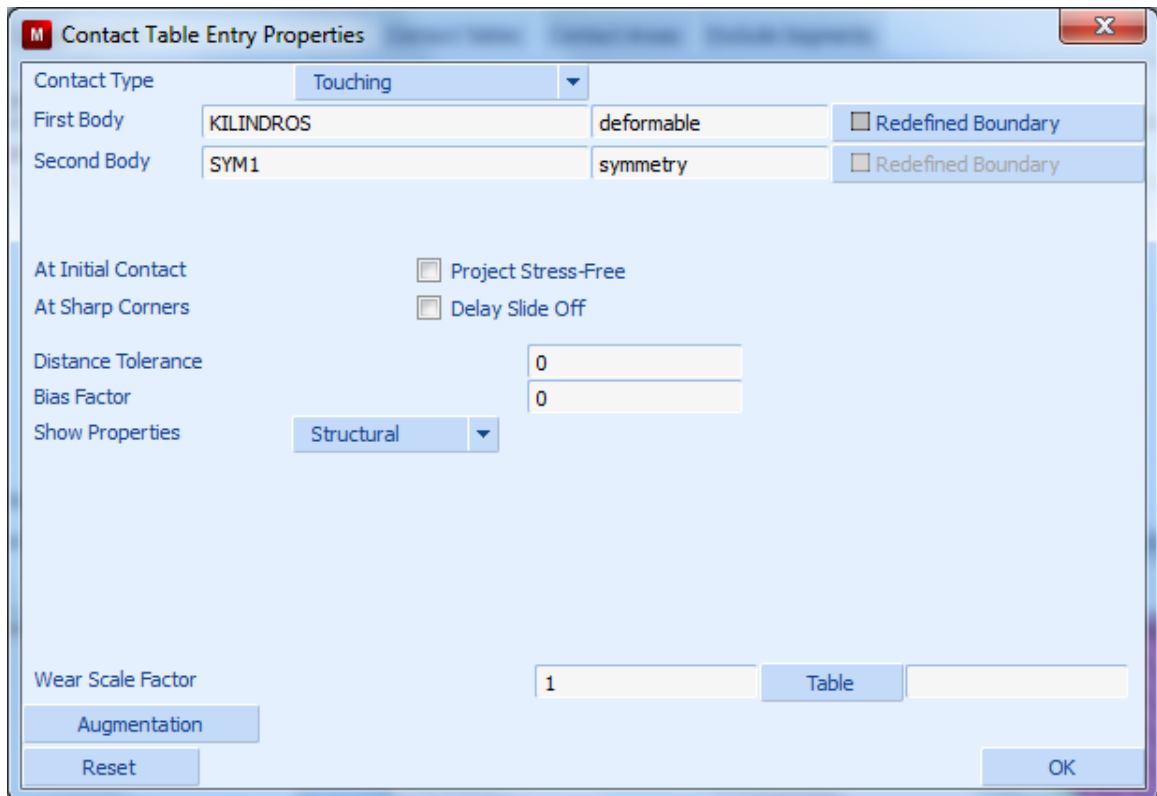 M Contact Table Entry Properties
Contact Type Touching
First Body KILINDROS deformable Redefined Boundary
Second Body SYM1 symmetry Redefined Boundary
At Initial Contact Project Stress-Free
At Sharp Corners Delay Slide Off
Distance Tolerance 0
Bias Factor 0
Show Properties Structural
Wear Scale Factor 1 Table
Augmentation
Reset OK